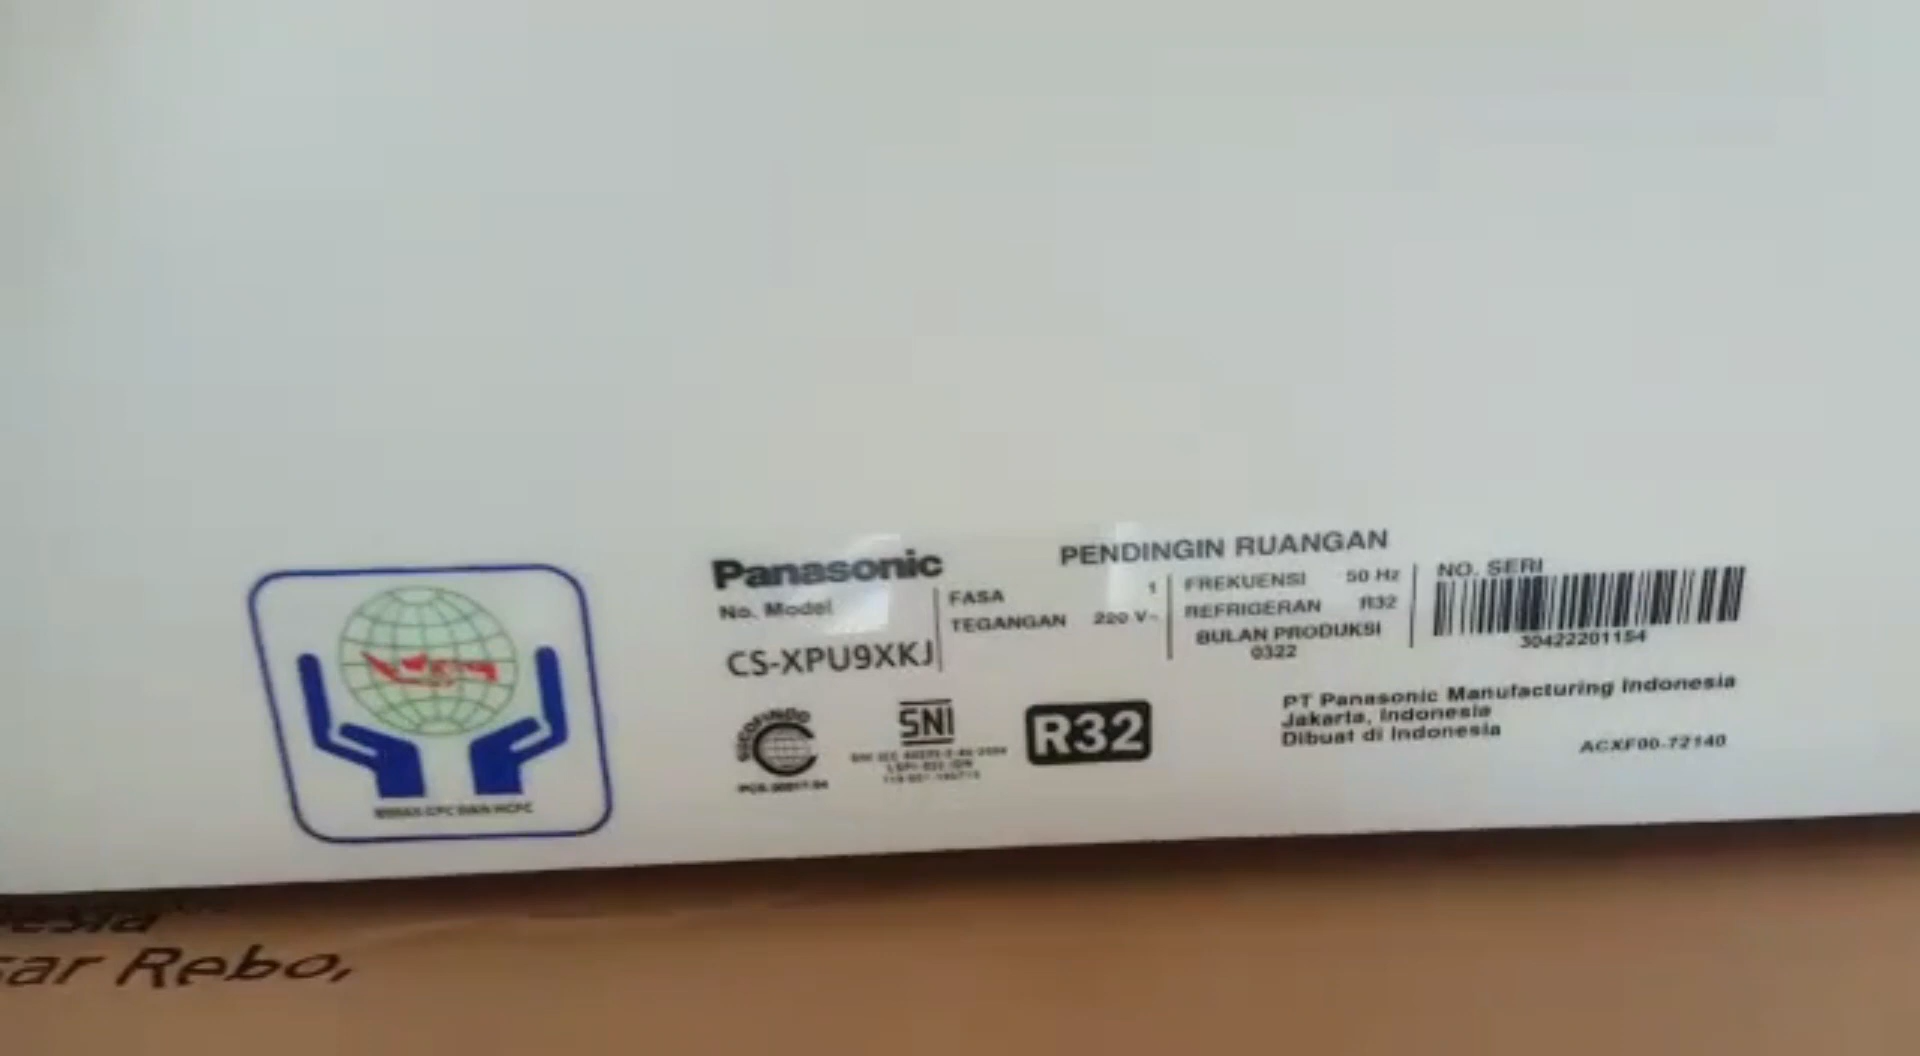 Panasonic
PENDINGIN RUANGAN
No. Model
CS-XPU9XKJ
FASA 1
TEGANGAN 220 V~
FREKUENSI 50 Hz
REFRIGERAN R32
BULAN PRODUKSI
0322
NO. SERI
30422201154
SUCOFINDO
SNI
R32
PT Panasonic Manufacturing Indonesia
Jakarta, Indonesia
Dibuat di Indonesia
ACXF00-72140
sar Rebo,